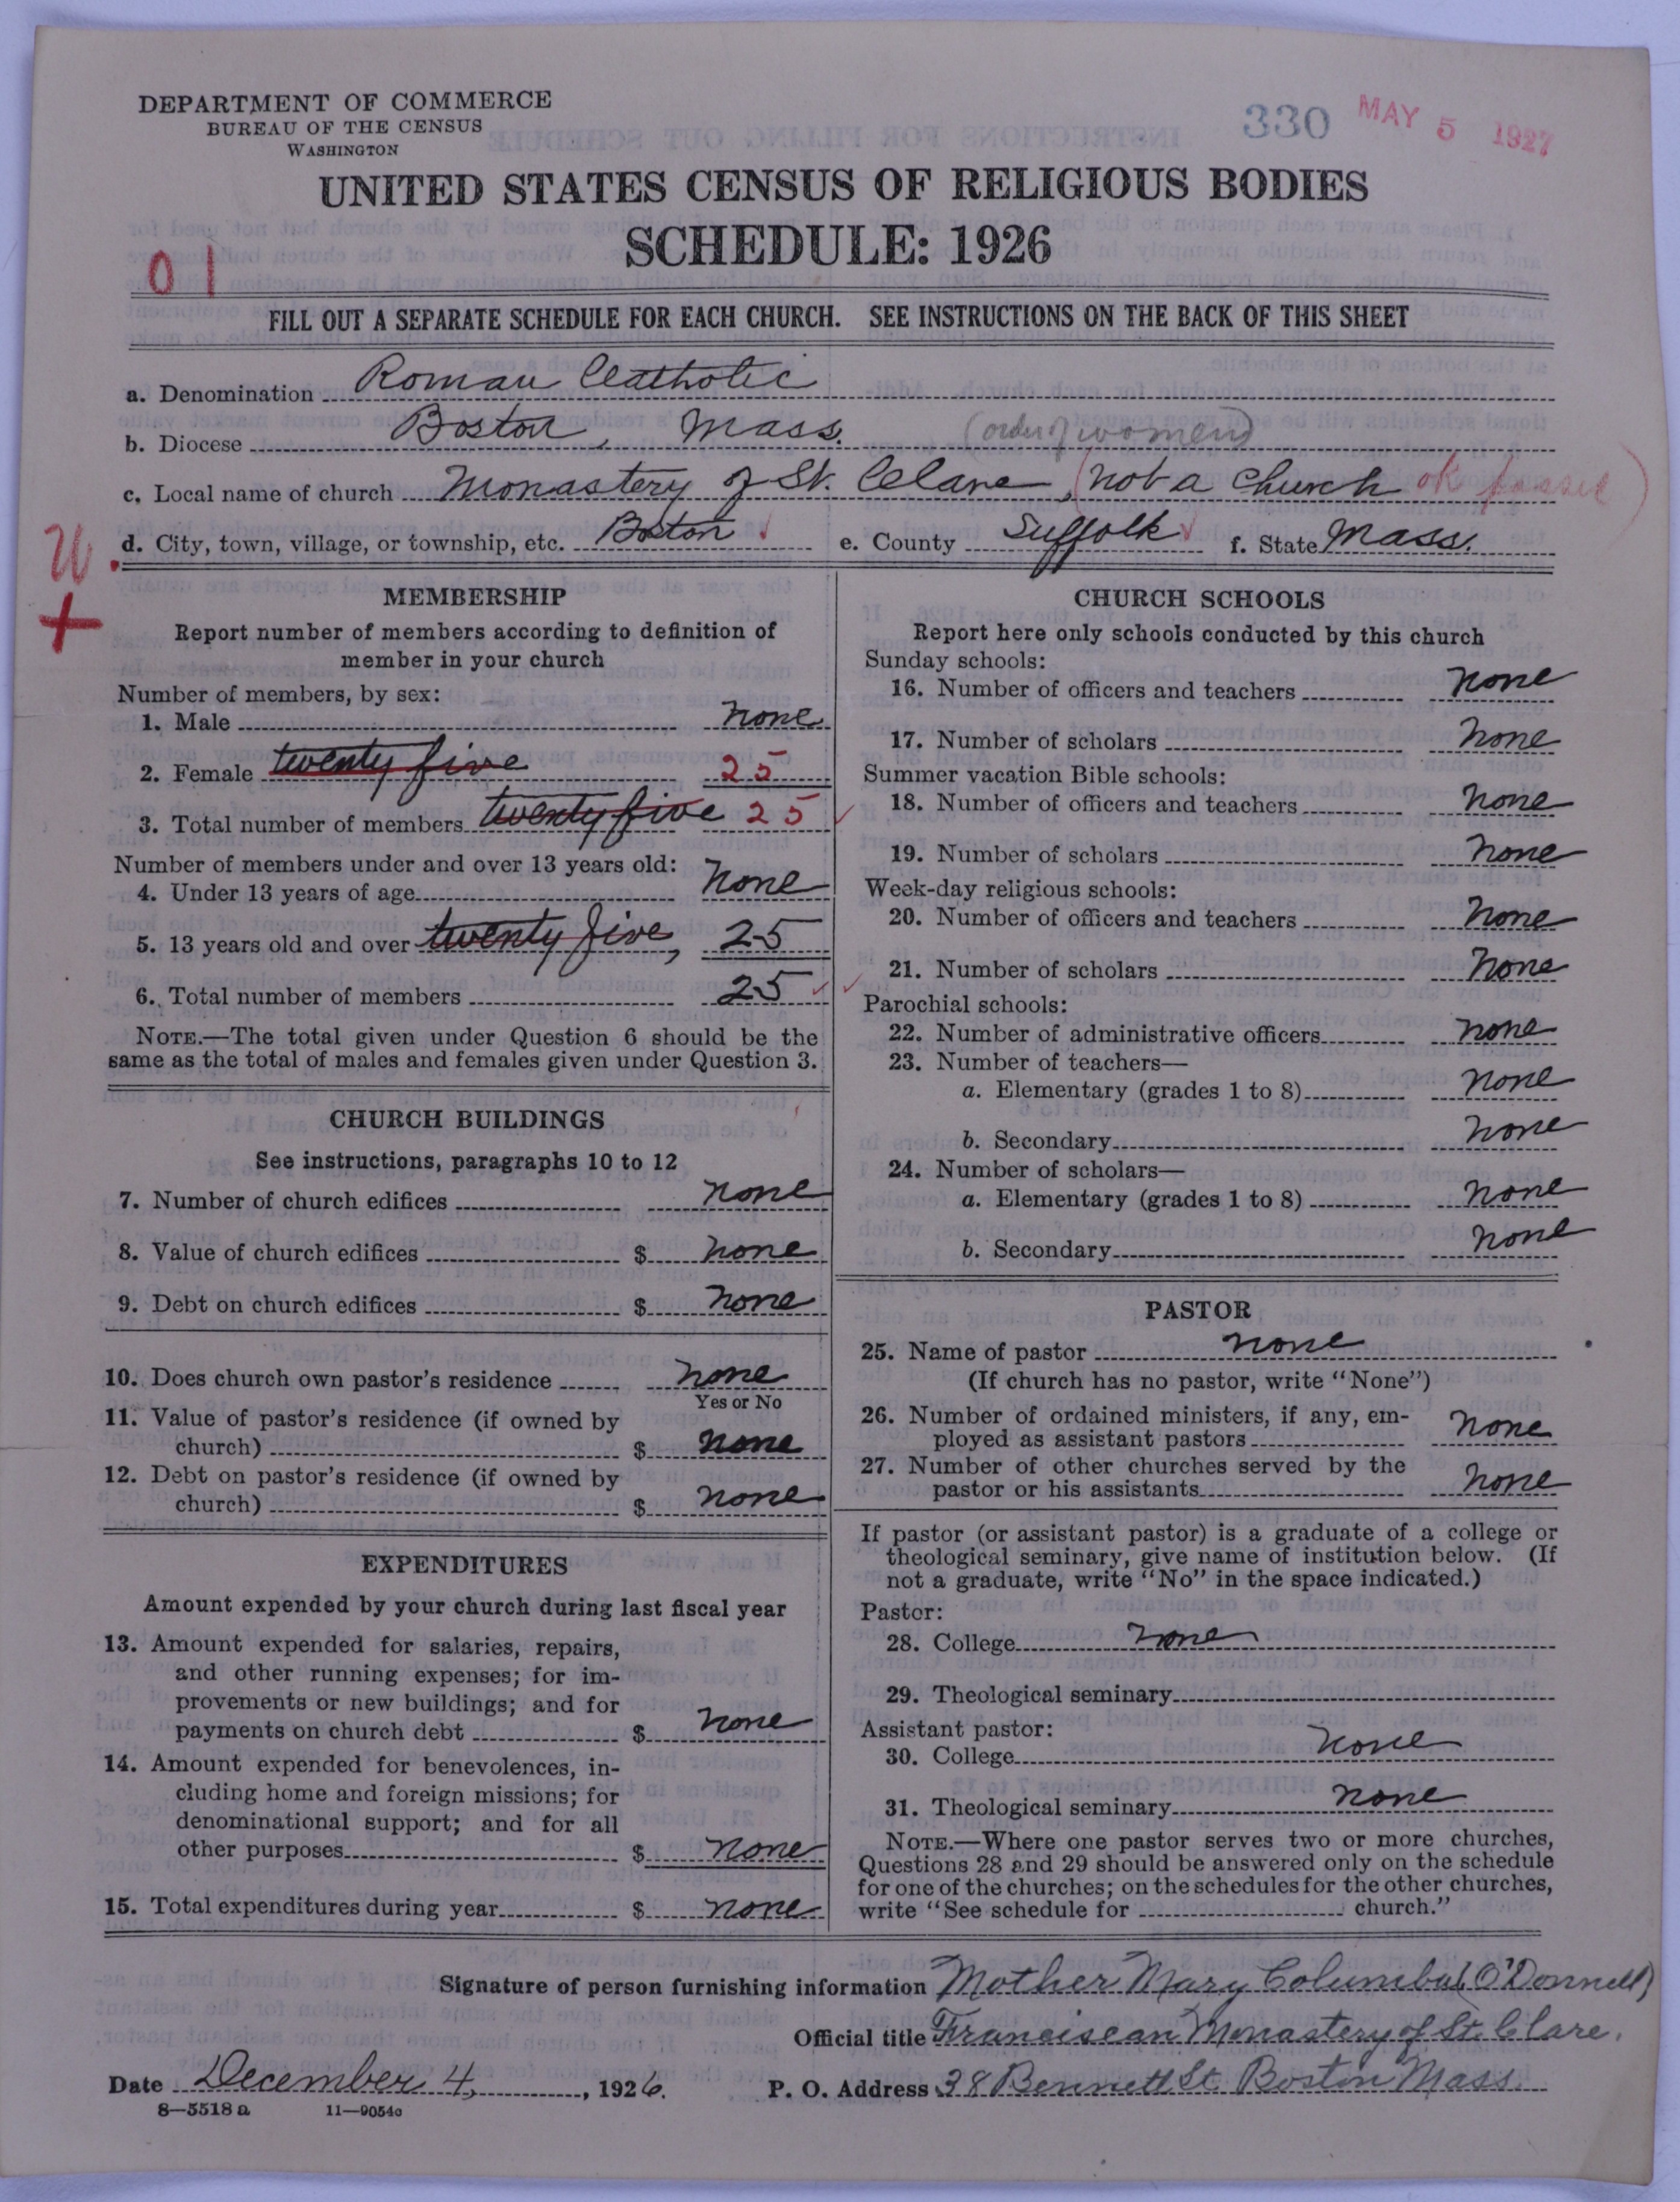 DEPARTMENT OF COMMERCE
BUREAU OF THE CENSUS
WASHINGTON
330 MAY 5 1927
UNITED STATES CENSUS OF RELIGIOUS BODIES
SCHEDULE: 1926
01
FILL OUT A SEPARATE SCHEDULE FOR EACH CHURCH. SEE INSTRUCTIONS ON THE BACK OF THIS SHEET
a. Denomination Roman Catholic
b. Diocese Boston, Mass. (order of women)
c. Local name of church Monastery of St. Clare, (not a church ok)
d. City, town, village, or township, etc. Boston e. County Suffolk f. State Mass.
MEMBERSHIP
Report number of members according to definition of
member in your church
Number of members, by sex:
1. Male none
2. Female twenty five 25
3. Total number of members twenty five 25
Number of members under and over 13 years old:
4. Under 13 years of age none
5. 13 years old and over twenty five, 25
6. Total number of members 25
NOTE.—The total given under Question 6 should be the
same as the total of males and females given under Question 3.
CHURCH BUILDINGS
See instructions, paragraphs 10 to 12
7. Number of church edifices none
8. Value of church edifices $ none
9. Debt on church edifices $ none
10. Does church own pastor's residence none
Yes or No
11. Value of pastor's residence (if owned by
church) $ none
12. Debt on pastor's residence (if owned by
church) $ none
EXPENDITURES
Amount expended by your church during last fiscal year
13. Amount expended for salaries, repairs,
and other running expenses; for im-
provements or new buildings; and for
payments on church debt $ none
14. Amount expended for benevolences, in-
cluding home and foreign missions; for
denominational support; and for all
other purposes $ none
15. Total expenditures during year $ none
CHURCH SCHOOLS
Report here only schools conducted by this church
Sunday schools:
16. Number of officers and teachers none
17. Number of scholars none
Summer vacation Bible schools:
18. Number of officers and teachers none
19. Number of scholars none
Week-day religious schools:
20. Number of officers and teachers none
21. Number of scholars none
Parochial schools:
22. Number of administrative officers none
23. Number of teachers—
a. Elementary (grades 1 to 8) none
b. Secondary none
24. Number of scholars—
a. Elementary (grades 1 to 8) none
b. Secondary none
PASTOR
25. Name of pastor none
(If church has no pastor, write "None")
26. Number of ordained ministers, if any, em-
ployed as assistant pastors none
27. Number of other churches served by the
pastor or his assistants none
If pastor (or assistant pastor) is a graduate of a college or
theological seminary, give name of institution below. (If
not a graduate, write "No" in the space indicated.)
Pastor:
28. College none
29. Theological seminary
Assistant pastor:
30. College none
31. Theological seminary none
NOTE.—Where one pastor serves two or more churches,
Questions 28 and 29 should be answered only on the schedule
for one of the churches; on the schedules for the other churches,
write "See schedule for church."
Signature of person furnishing information Mother Mary Columba (O'Donnell)
Official title Franciscan Monastery of St. Clare.
Date December 4, 1926. P. O. Address 38 Bennett St. Boston Mass.
8—5518 a 11—9054c